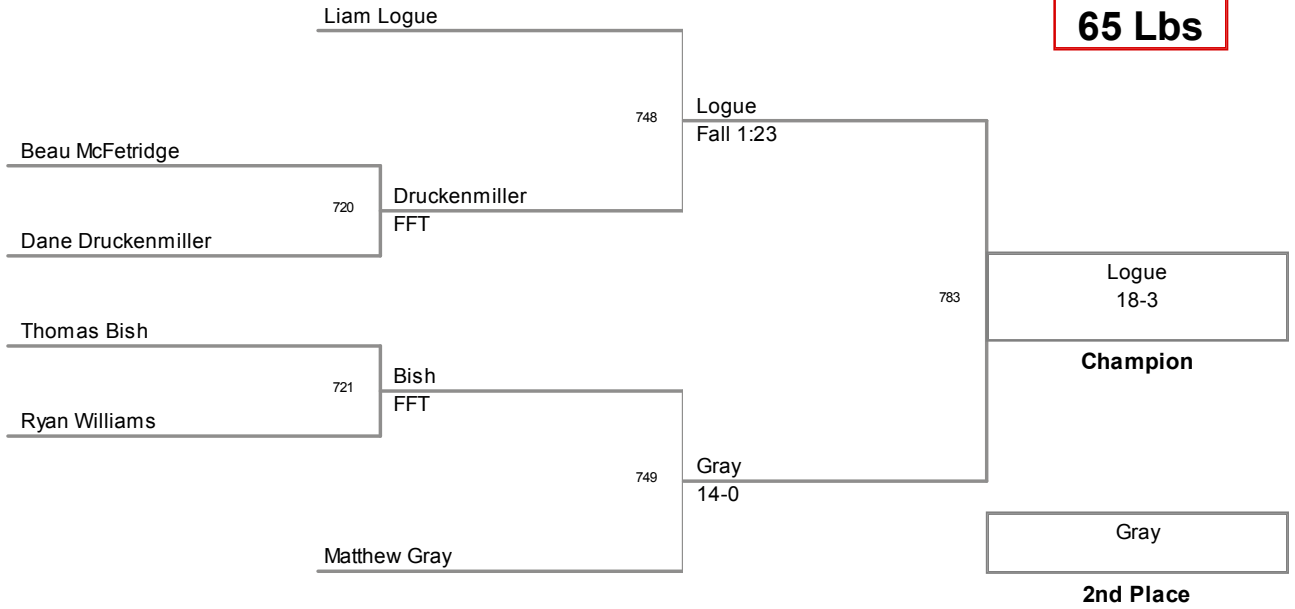 Liam Logue
65 Lbs
748
Logue
Fall 1:23
Beau McFetridge
720
Druckenmiller
FFT
Dane Druckenmiller
783
Logue
18-3
Champion
Thomas Bish
721
Bish
FFT
Ryan Williams
749
Gray
14-0
Matthew Gray
Gray
2nd Place